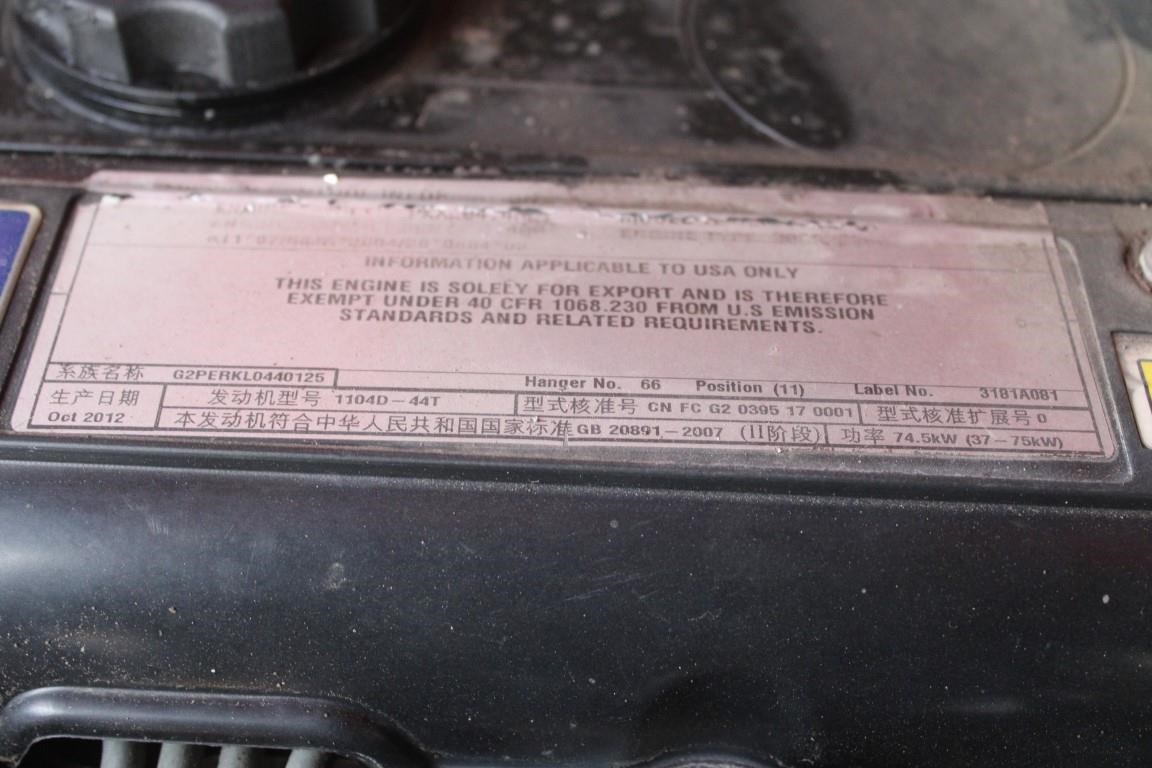 INFORMATION APPLICABLE TO USA ONLY
THIS ENGINE IS SOLELY FOR EXPORT AND IS THEREFORE
EXEMPT UNDER 40 CFR 1068.230 FROM U.S EMISSION
STANDARDS AND RELATED REQUIREMENTS.
系族名称 G2PERKL0440125 Hanger No. 66 Position (11) Label No. 3181A081
生产日期 发动机型号 1104D-44T 型式核准号 CN FC G2 0395 17 0001 型式核准扩展号 0
Oct 2012 本发动机符合中华人民共和国国家标准 GB 20891-2007 (II阶段) 功率 74.5kW (37-75kW)